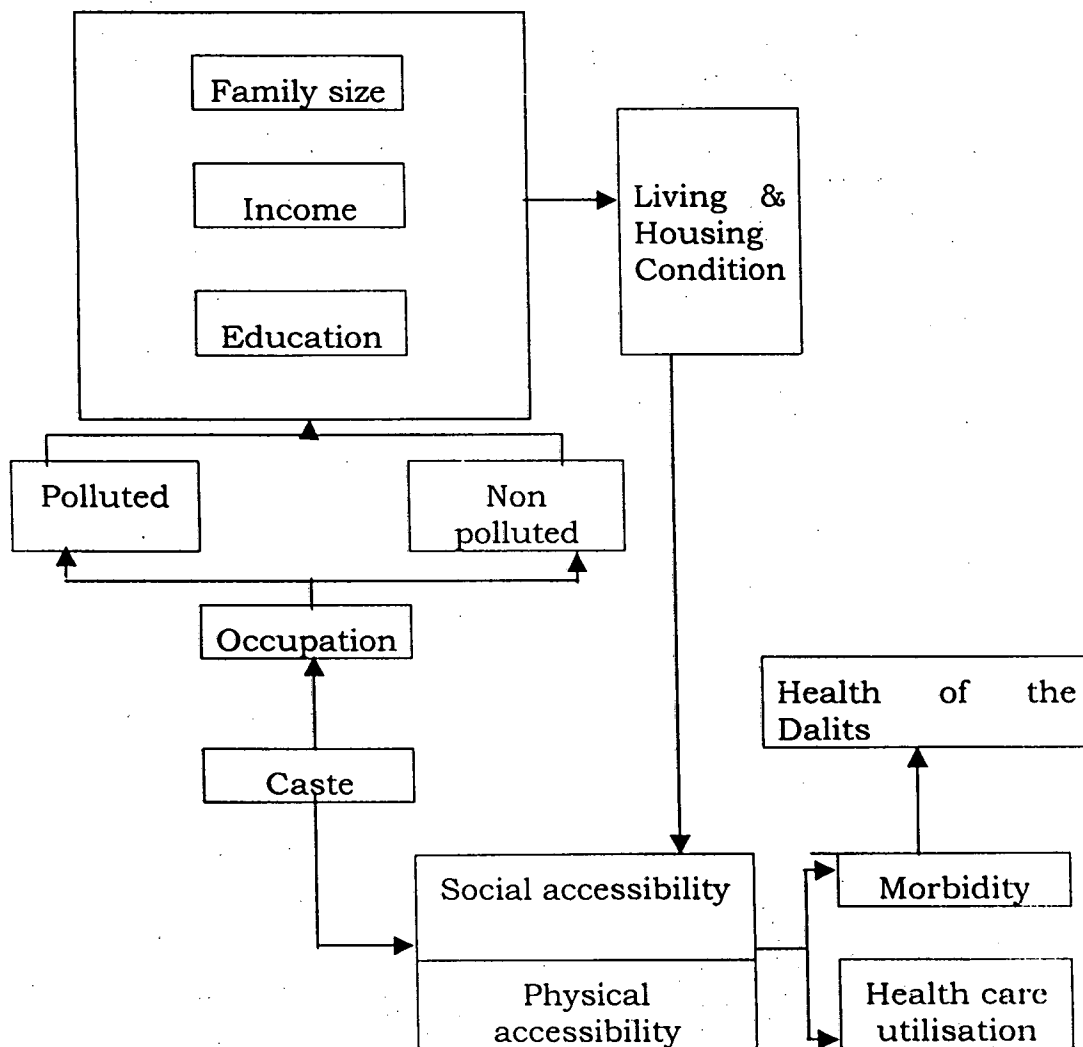 Family size
Income
Education
Living &
Housing
Condition
Polluted
Non
polluted
Occupation
Caste
Health of the
Dalits
Social accessibility
Morbidity
Physical
accessibility
Health care
utilisation